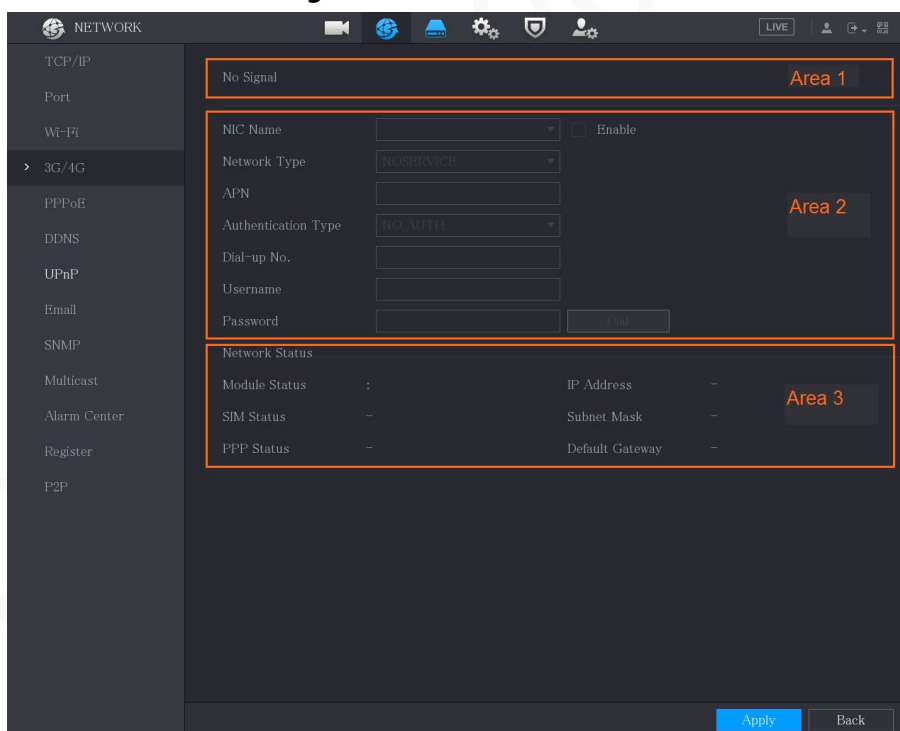 NETWORK LIVE
TCP/IP
Port
Wi-Fi
3G/4G
PPPoE
DDNS
UPnP
Email
SNMP
Multicast
Alarm Center
Register
P2P
No Signal Area 1
NIC Name Enable
Network Type NOSERVICE
APN
Area 2
Authentication Type NO_AUTH
Dial-up No.
Username
Password Dial
Network Status
Module Status : IP Address -
Area 3
SIM Status - Subnet Mask -
PPP Status - Default Gateway -
Apply Back